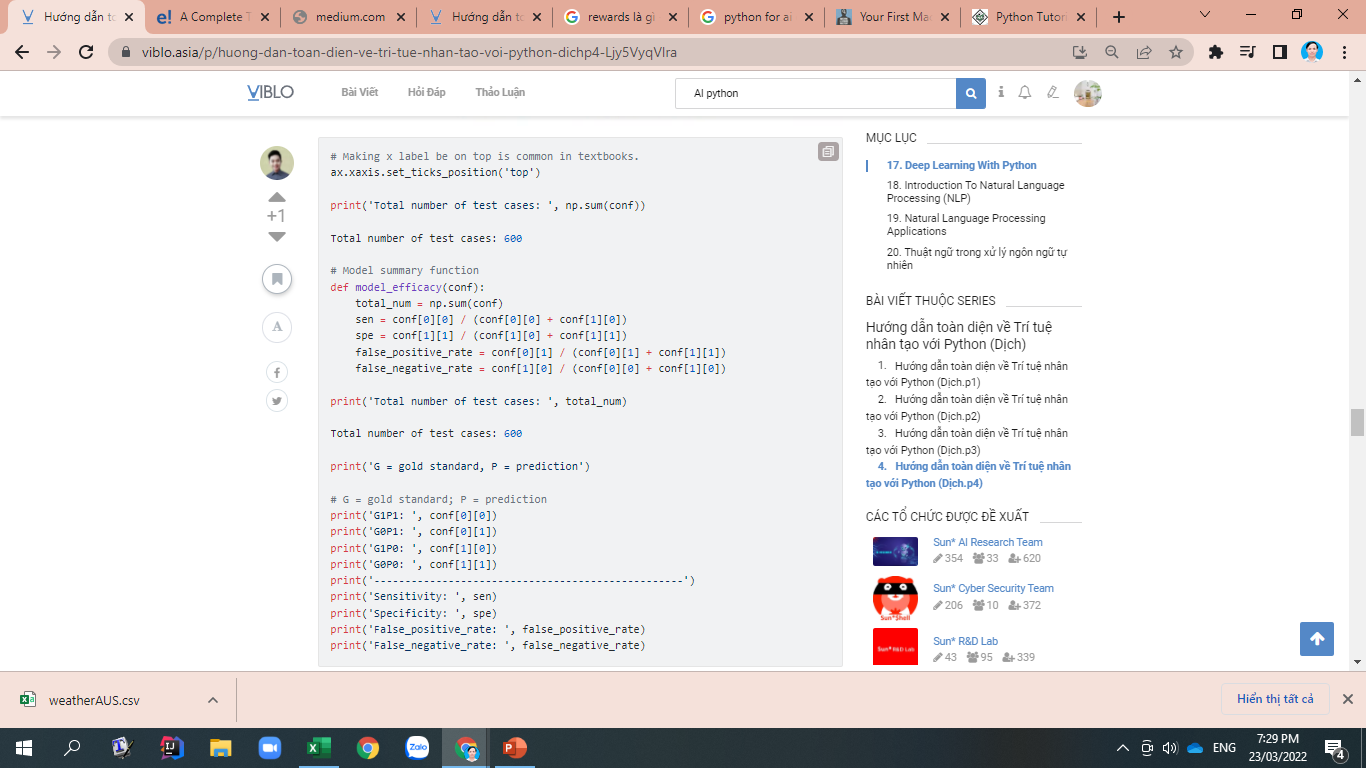 Hướng dẫn to
A Complete T
medium.com
Hướng dẫn to
rewards là gì
python for ai
Your First Mac
Python Tutor
viblo.asia/p/huong-dan-toan-dien-ve-tri-tue-nhan-tao-voi-python-dichp4-Ljy5VyqVlra
VIBLO
Bài Viết
Hỏi Đáp
Thảo Luận
AI python
+1
# Making x label be on top is common in textbooks.
ax.xaxis.set_ticks_position('top')
print('Total number of test cases: ', np.sum(conf))
Total number of test cases: 600
# Model summary function
def model_efficacy(conf):
total_num = np.sum(conf)
sen = conf[0][0] / (conf[0][0] + conf[1][0])
spe = conf[1][1] / (conf[1][0] + conf[1][1])
false_positive_rate = conf[0][1] / (conf[0][1] + conf[1][1])
false_negative_rate = conf[1][0] / (conf[0][0] + conf[1][0])
print('Total number of test cases: ', total_num)
Total number of test cases: 600
print('G = gold standard, P = prediction')
# G = gold standard; P = prediction
print('G1P1: ', conf[0][0])
print('G0P1: ', conf[0][1])
print('G1P0: ', conf[1][0])
print('G0P0: ', conf[1][1])
print('--------------------------------------------------')
print('Sensitivity: ', sen)
print('Specificity: ', spe)
print('False_positive_rate: ', false_positive_rate)
print('False_negative_rate: ', false_negative_rate)
MỤC LỤC
17. Deep Learning With Python
18. Introduction To Natural Language
Processing (NLP)
19. Natural Language Processing
Applications
20. Thuật ngữ trong xử lý ngôn ngữ tự
nhiên
BÀI VIẾT THUỘC SERIES
Hướng dẫn toàn diện về Trí tuệ
nhân tạo với Python (Dịch)
1. Hướng dẫn toàn diện về Trí tuệ nhân
tạo với Python (Dịch.p1)
2. Hướng dẫn toàn diện về Trí tuệ nhân
tạo với Python (Dịch.p2)
3. Hướng dẫn toàn diện về Trí tuệ nhân
tạo với Python (Dịch.p3)
4. Hướng dẫn toàn diện về Trí tuệ nhân
tạo với Python (Dịch.p4)
CÁC TỔ CHỨC ĐƯỢC ĐỀ XUẤT
Sun* AI Research Team
354 33 620
Sun* Cyber Security Team
206 10 372
Sun*Shell
Sun* R&D Lab
Sun* R&D Lab
43 95 339
weatherAUS.csv
Hiển thị tất cả
Zalo
ENG
7:29 PM
23/03/2022
4